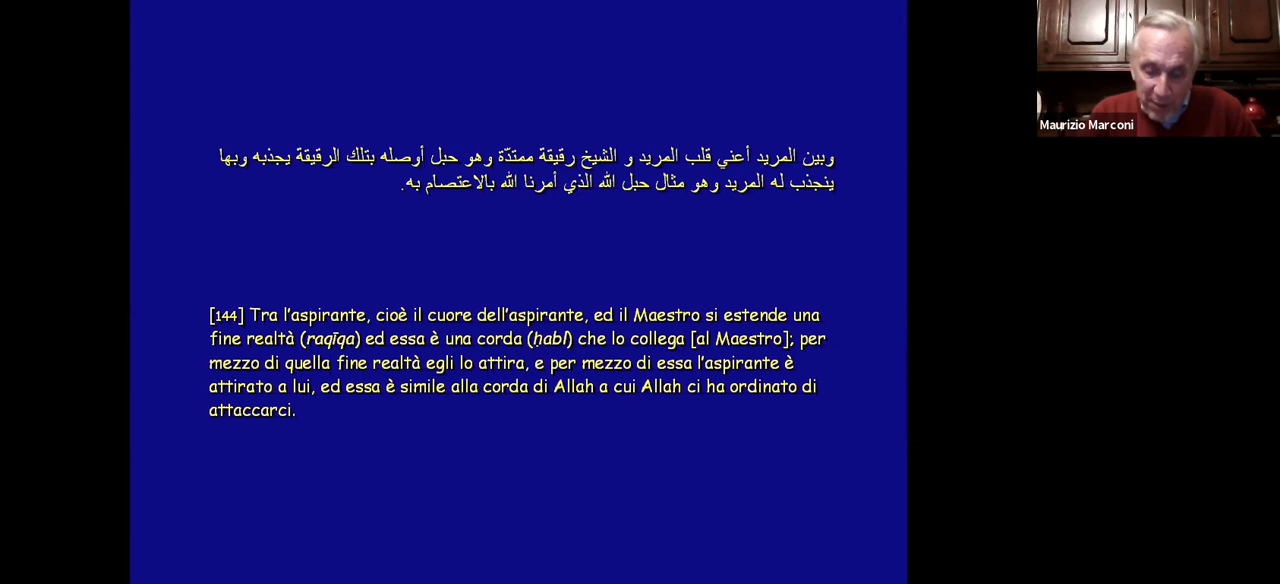 وبين المريد أعني قلب المريد و الشيخ رقيقة ممتدّة وهو حبل أوصله بتلك الرقيقة يجذبه وبها
ينجذب له المريد وهو مثال حبل الله الذي أمرنا الله بالاعتصام به.
[144] Tra l’aspirante, cioè il cuore dell’aspirante, ed il Maestro si estende una
fine realtà (raqīqa) ed essa è una corda (ḥabl) che lo collega [al Maestro]; per
mezzo di quella fine realtà egli lo attira, e per mezzo di essa l’aspirante è
attirato a lui, ed essa è simile alla corda di Allah a cui Allah ci ha ordinato di
attaccarci.
Maurizio Marconi